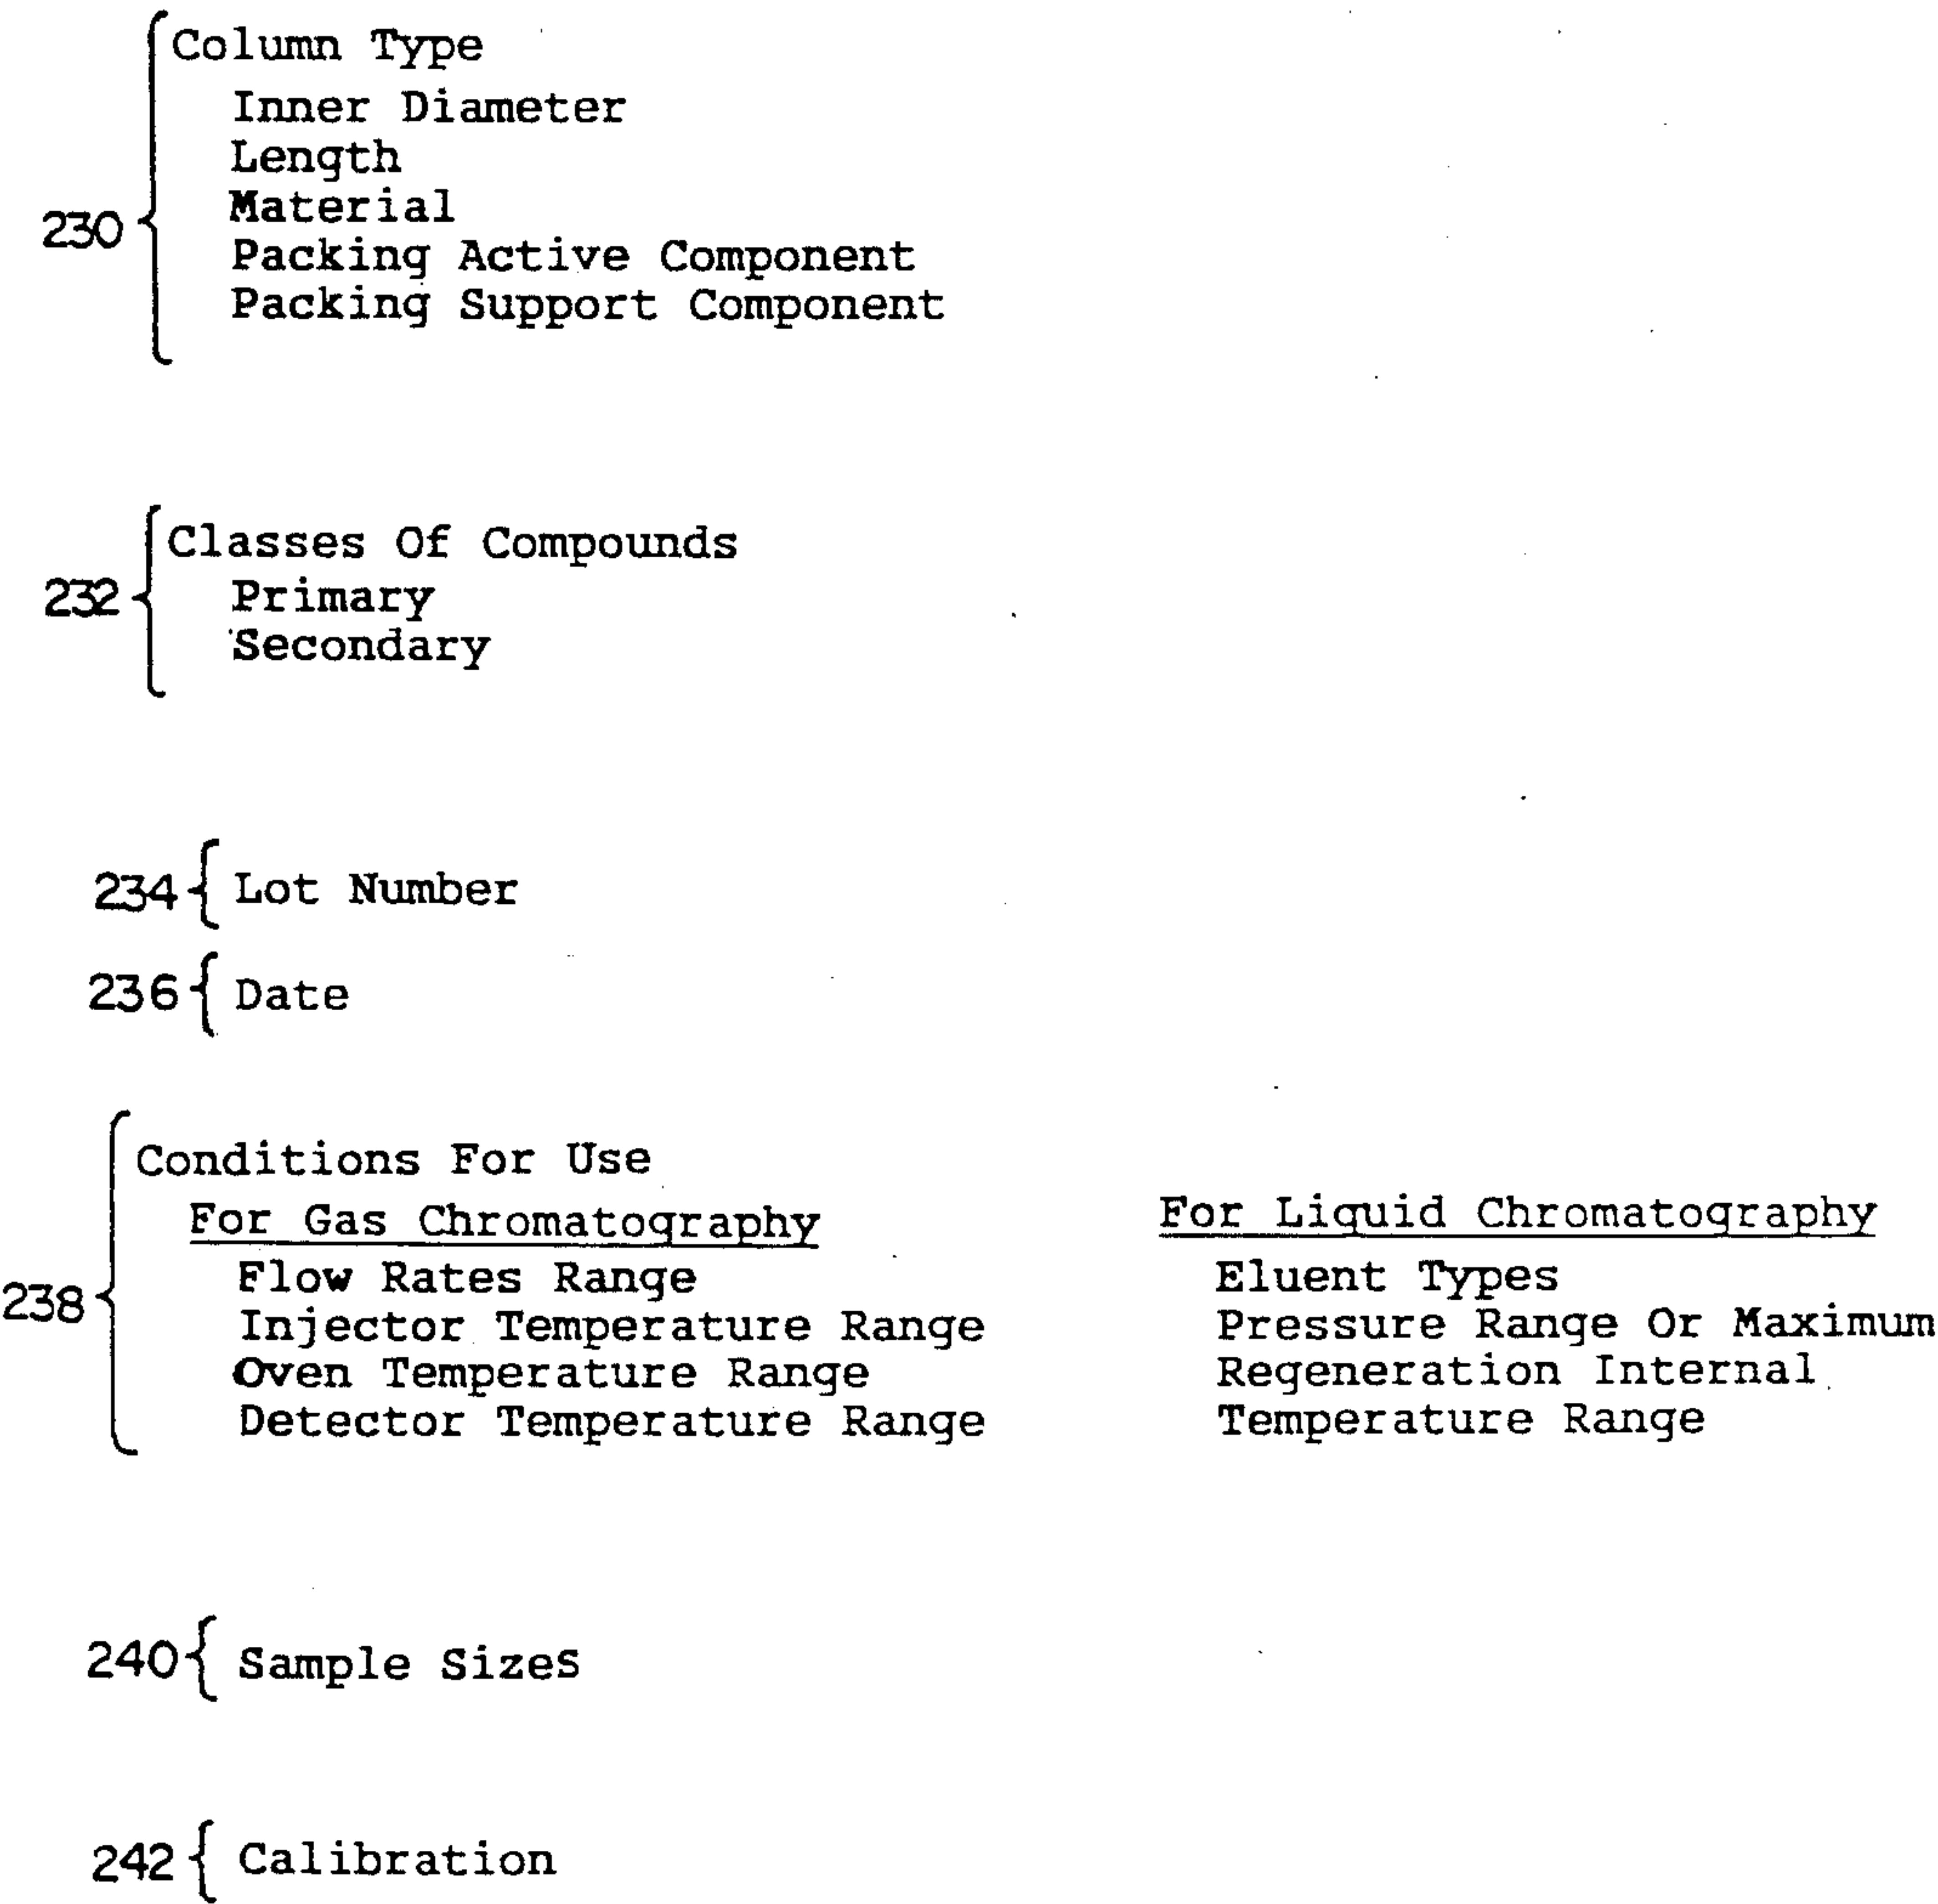 Column Type
Inner Diameter
Length
Material
230
Packing Active Component
Packing Support Component
Classes Of Compounds
232 Primary
Secondary
234 Lot Number
236 Date
Conditions For Use
For Gas Chromatography For Liquid Chromatography
Flow Rates Range Eluent Types
238 Injector Temperature Range Pressure Range Or Maximum
Oven Temperature Range Regeneration Internal
Detector Temperature Range Temperature Range
240 Sample Sizes
242 Calibration